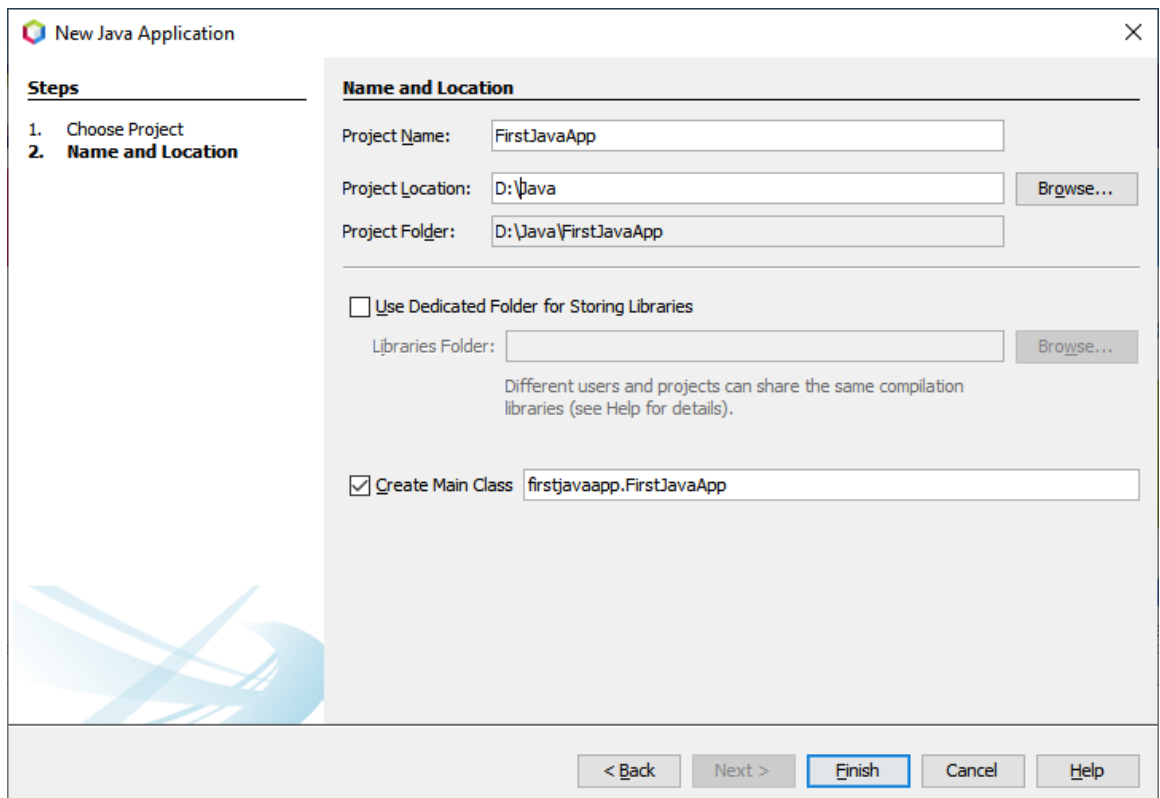 New Java Application
Steps
1. Choose Project
2. Name and Location
Name and Location
Project Name: FirstJavaApp
Project Location: D:\Java Browse...
Project Folder: D:\Java\FirstJavaApp
Use Dedicated Folder for Storing Libraries
Libraries Folder: Browse...
Different users and projects can share the same compilation
libraries (see Help for details).
Create Main Class firstjavaapp.FirstJavaApp
< Back Next > Finish Cancel Help